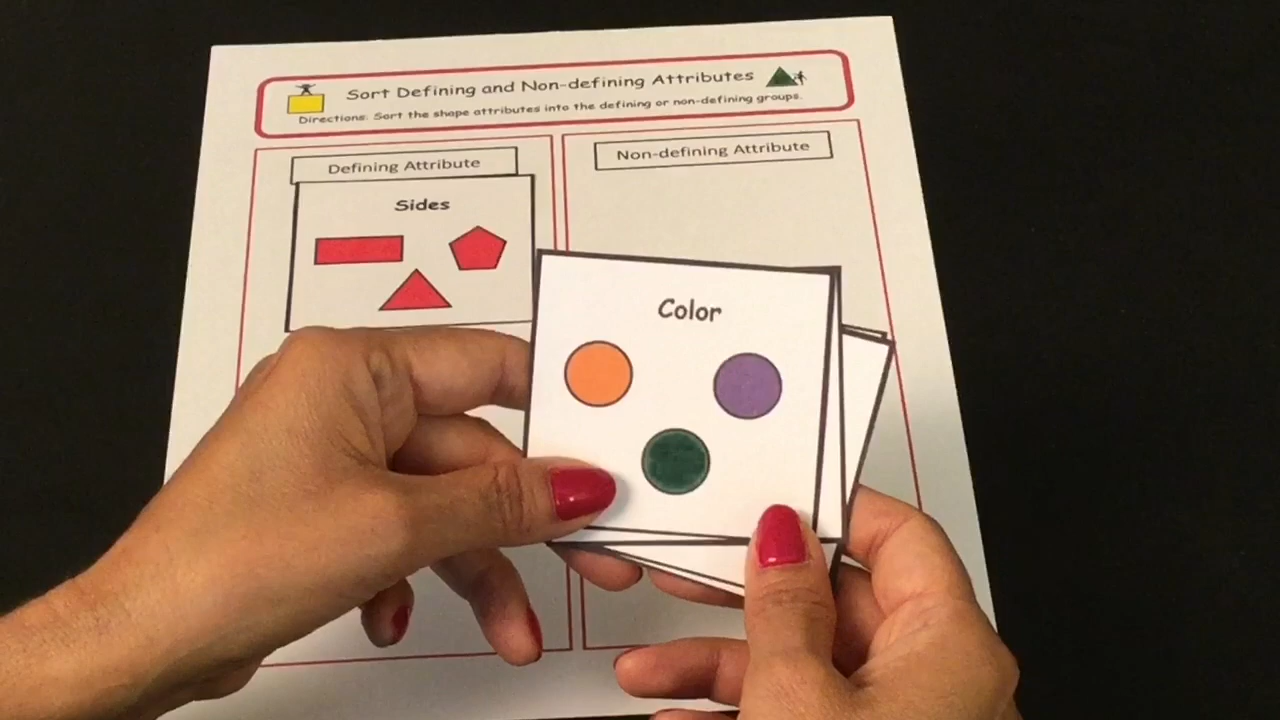 Sort Defining and Non-defining Attributes
Directions: Sort the shape attributes into the defining or non-defining groups.
Defining Attribute
Non-defining Attribute
Sides
Color